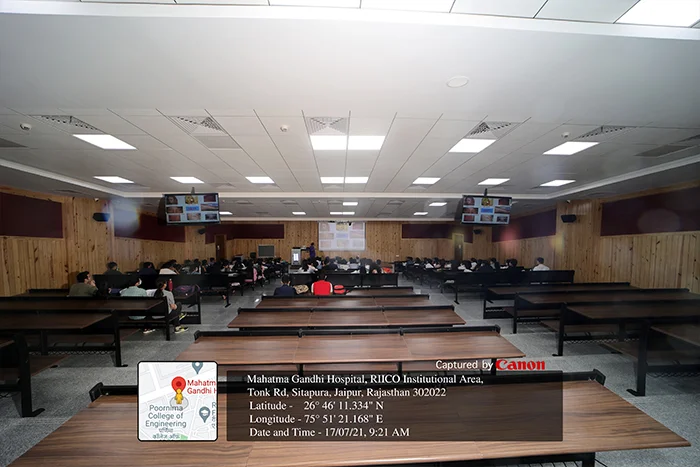 Captured by Canon
Mahatma Gandhi Hospital, RIICO Institutional Area,
Tonk Rd, Sitapura, Jaipur, Rajasthan 302022
Latitude - 26° 46' 11.334" N
Longitude - 75° 51' 21.168" E
Date and Time - 17/07/21, 9:21 AM
Mahatma
Gandhi H
Poornima
College of
Engineering